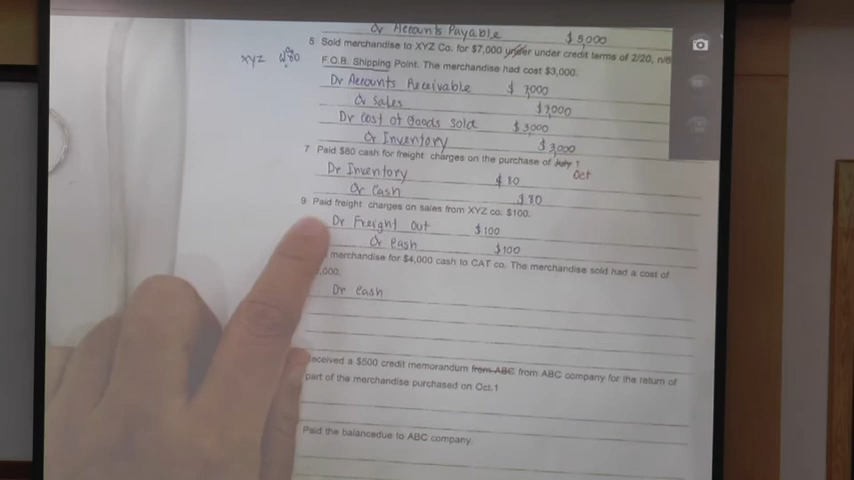 Cr Accounts Payable $5,000
5 Sold merchandise to XYZ Co. for $7,000 under under credit terms of 2/20, n/6
xyz
F.O.B. Shipping Point. The merchandise had cost $3,000.
Dr Accounts Receivable $7,000
Cr Sales $7,000
Dr Cost of Goods Sold $3,000
Cr Inventory $3,000
7 Paid $80 cash for freight charges on the purchase of July 1
Oct
Dr Inventory $80
Cr Cash $80
9 Paid freight charges on sales from XYZ co. $100.
Dr Freight out $100
Cr Cash $100
merchandise for $4,000 cash to CAT co. The merchandise sold had a cost of
,000.
Dr Cash
eceived a $500 credit memorandum from ABC from ABC company for the return of
part of the merchandise purchased on Oct.1
Paid the balancedue to ABC company.